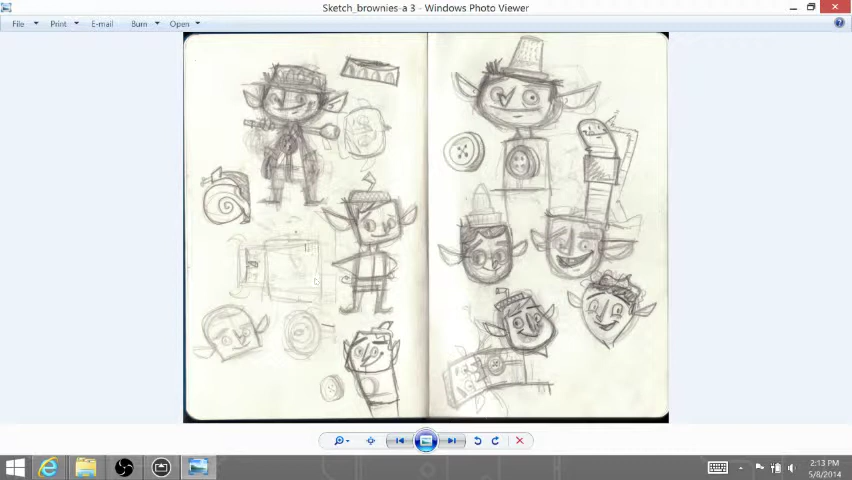 Sketch_brownies-a 3 - Windows Photo Viewer
File Print E-mail Burn Open
2:13 PM
5/8/2014